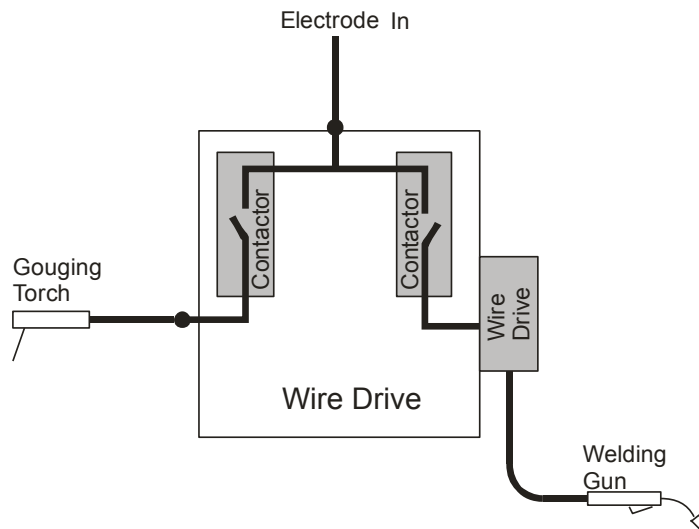 Electrode In
Contactor
Contactor
Gouging
Torch
Wire
Drive
Wire Drive
Welding
Gun